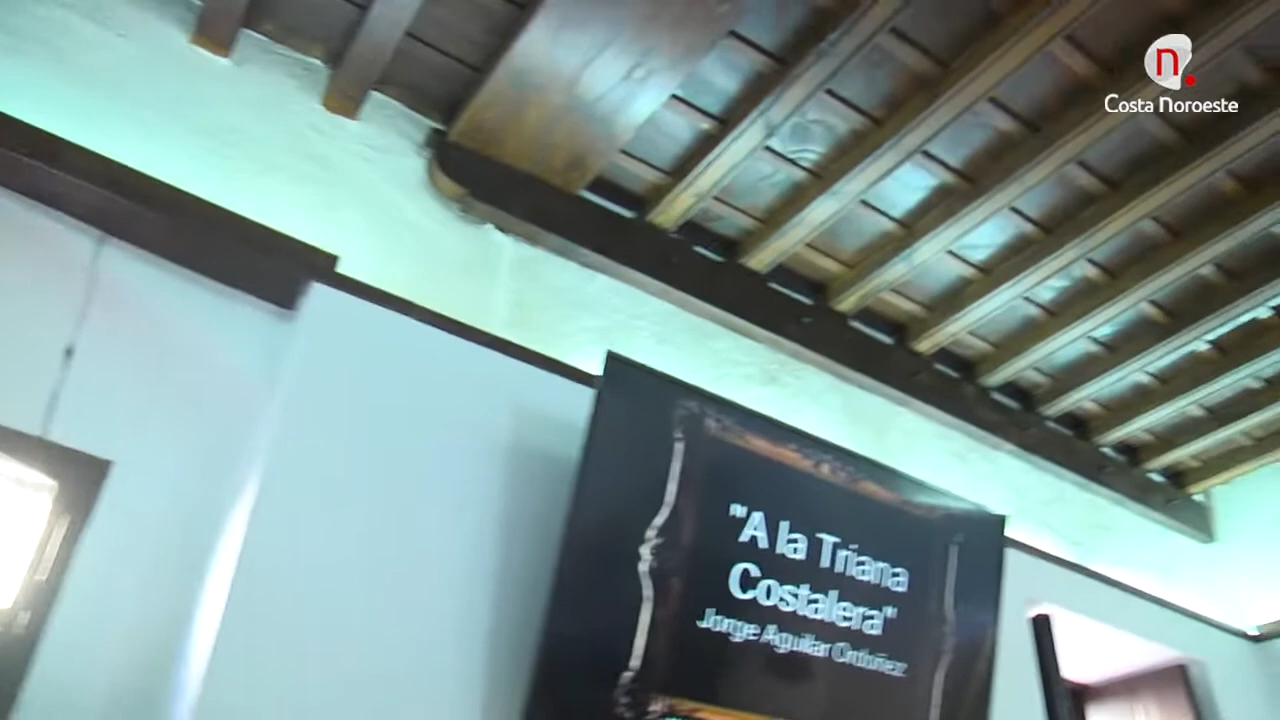 n.
Costa Noroeste
"A la Triana
Costalera"
Jorge Aguilar Ordóñez